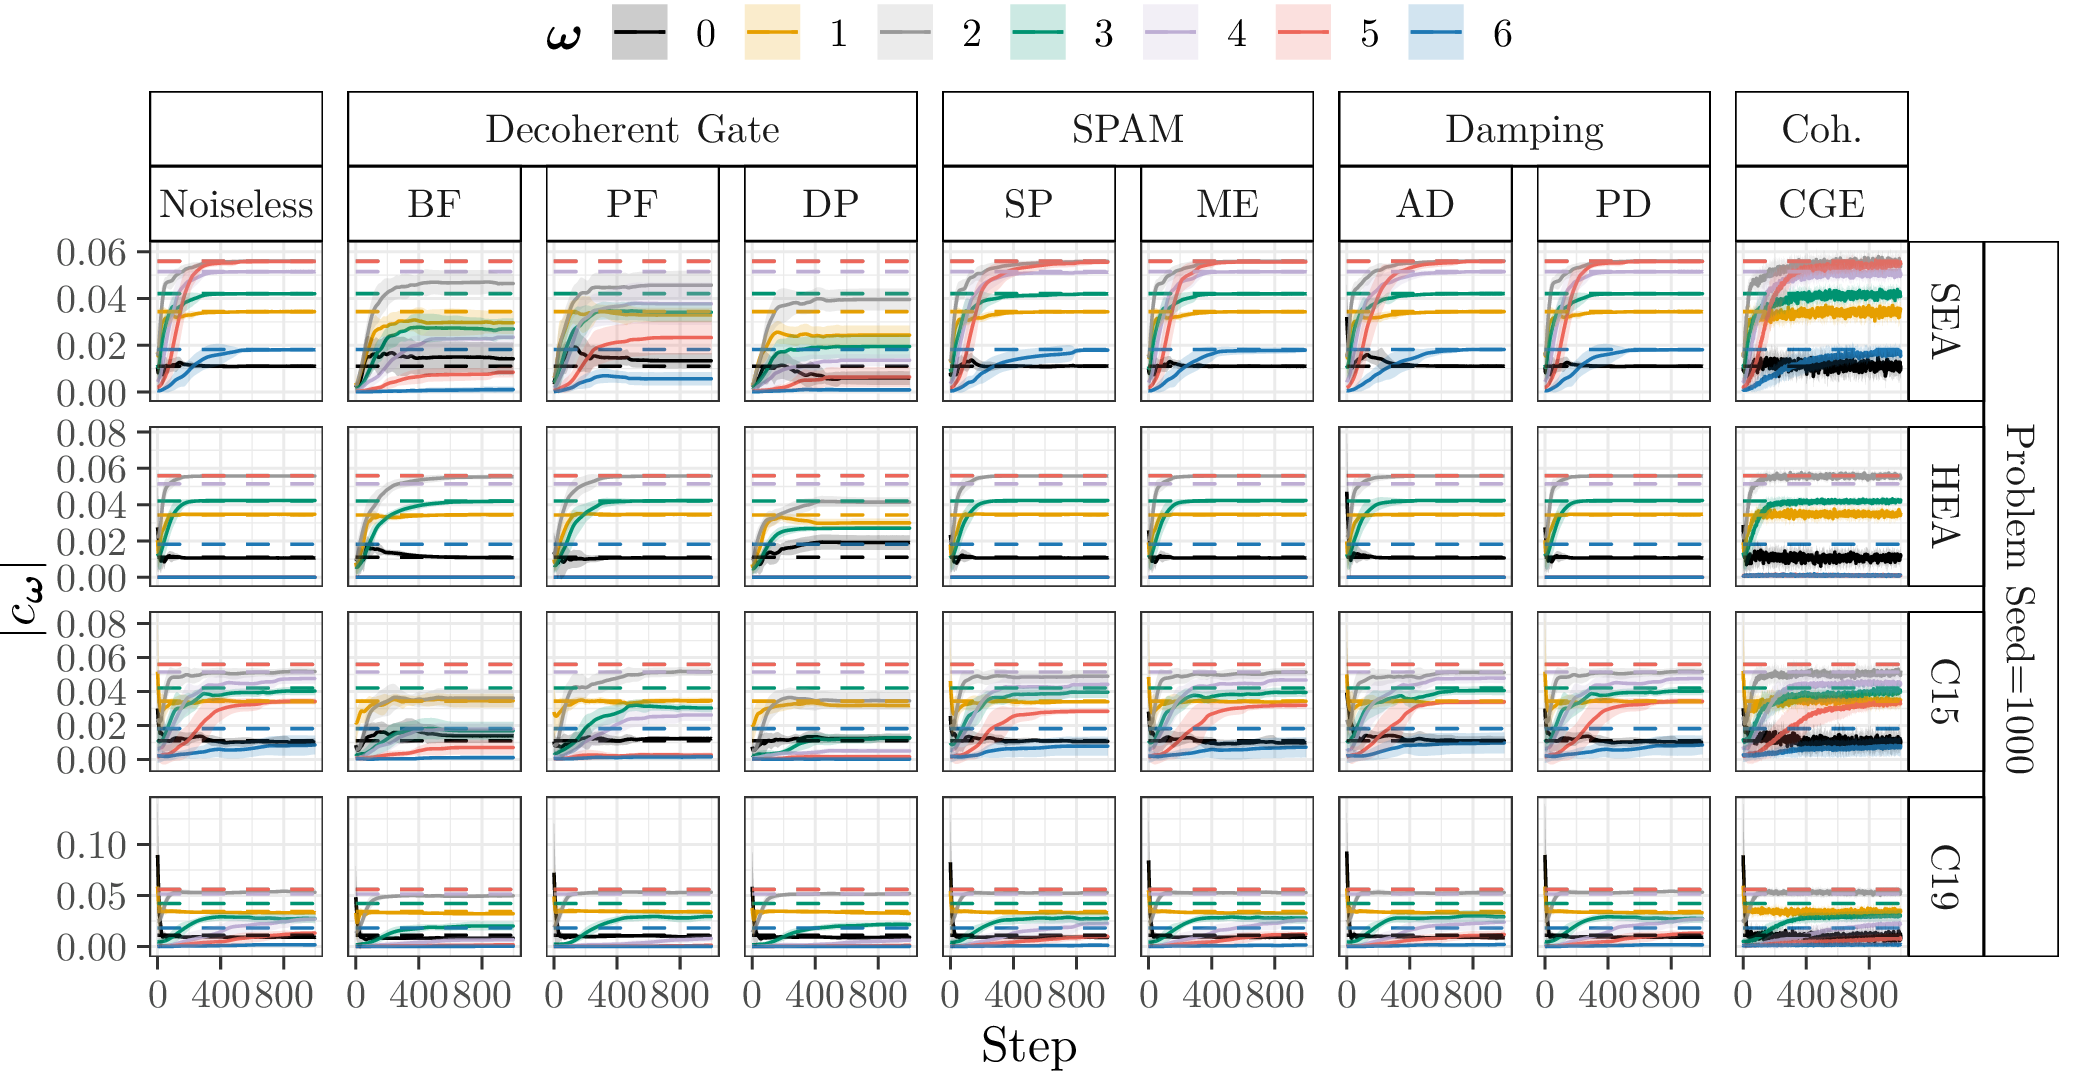 ω 0 1 2 3 4 5 6
Decoherent Gate SPAM Damping Coh.
Noiseless BF PF DP SP ME AD PD CGE
0.06
0.04
0.02
0.00
SEA
0.08
0.06
0.04
0.02
0.00
HEA
0.08
0.06
0.04
0.02
0.00
C15
0.10
0.05
0.00
C19
Problem Seed=1000
|cω|
0 400 800 0 400 800 0 400 800 0 400 800 0 400 800 0 400 800 0 400 800 0 400 800 0 400 800
Step